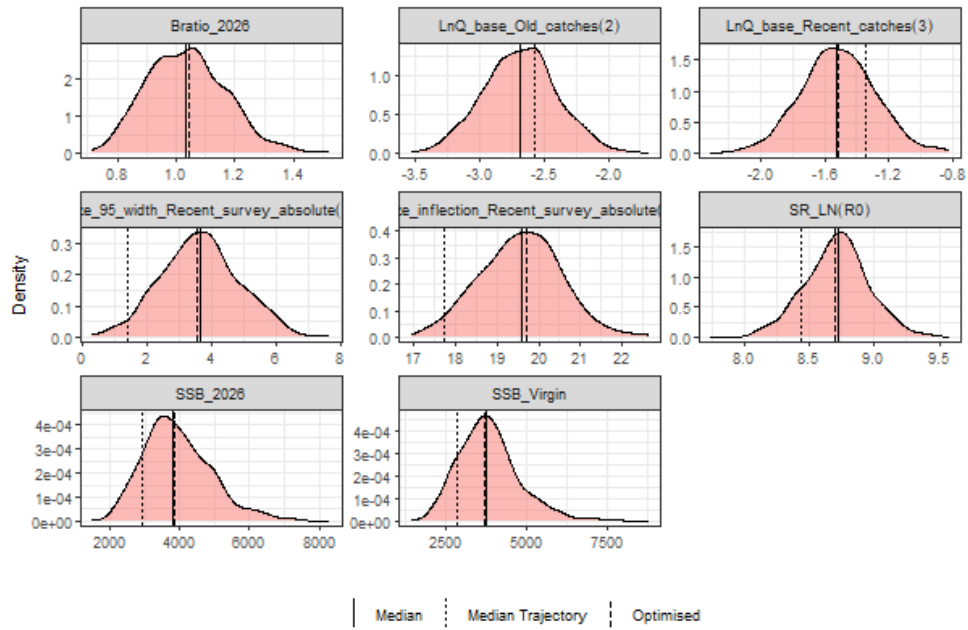 Bratio_2026
LnQ_base_Old_catches(2)
LnQ_base_Recent_catches(3)
2
1
0
0.8 1.0 1.2 1.4
1.0
0.5
0.0
-3.5 -3.0 -2.5 -2.0
1.5
1.0
0.5
0.0
-2.0 -1.6 -1.2 -0.8
ce_95_width_Recent_survey_absolute(
ce_inflection_Recent_survey_absolute(
SR_LN(R0)
Density
0.3
0.2
0.1
0.0
0 2 4 6 8
0.4
0.3
0.2
0.1
0.0
17 18 19 20 21 22
1.5
1.0
0.5
0.0
8.0 8.5 9.0 9.5
SSB_2026
SSB_Virgin
4e-04
3e-04
2e-04
1e-04
0e+00
2000 4000 6000 8000
4e-04
3e-04
2e-04
1e-04
0e+00
2500 5000 7500
Median Median Trajectory Optimised